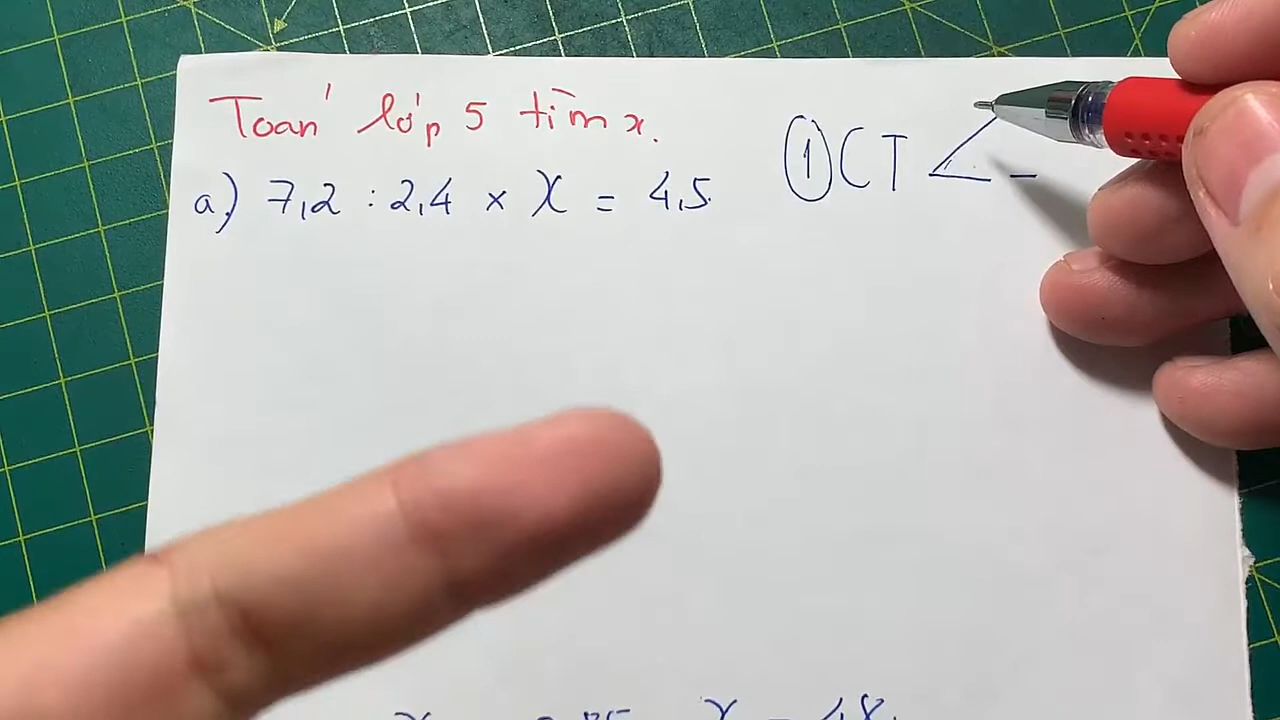 Toán lớp 5 tìm x.
a) 7,2 : 2,4 × x = 4,5
① CT